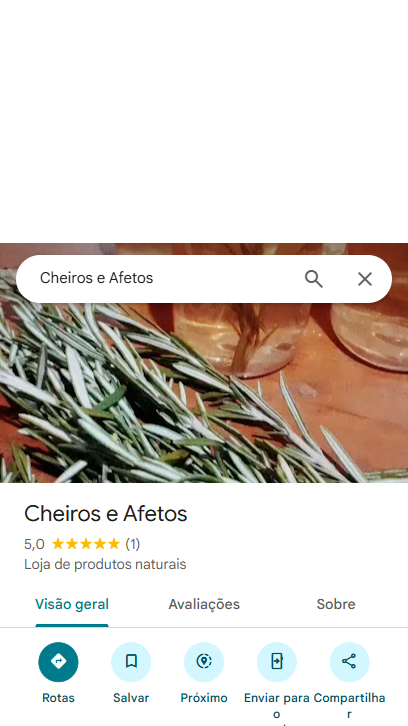 Cheiros e Afetos
Cheiros e Afetos
5,0 (1)
Loja de produtos naturais
Visão geral Avaliações Sobre
Rotas Salvar Próximo Enviar para o Compartilhar